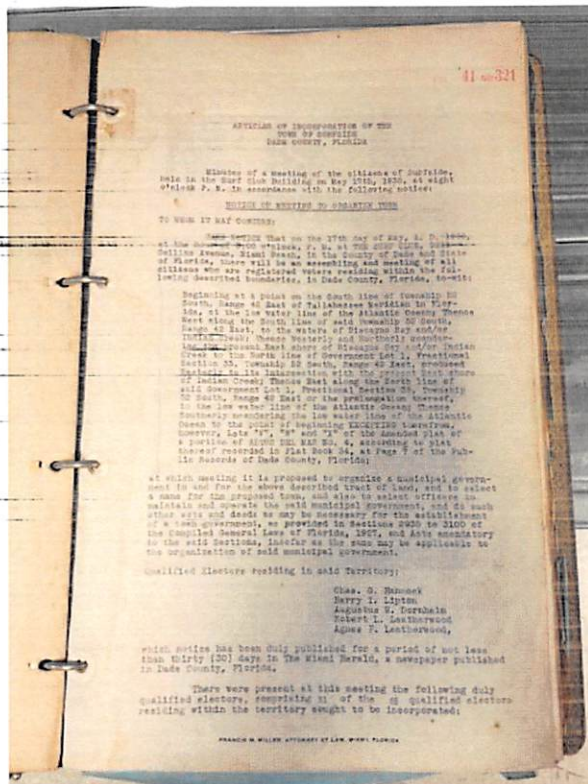 41 321
ARTICLES OF INCORPORATION OF THE
TOWN OF SURFSIDE
DADE COUNTY, FLORIDA
Minutes of a meeting of the citizens of Surfside,
held in the Surf Club Building on May 17th, at eight
o'clock P. M. in accordance with the following notice:
NOTICE OF MEETING TO ORGANIZE TOWN
TO WHOM IT MAY CONCERN:
TAKE NOTICE That on the 17th day of May, A. D.
at the hour of o'clock, P. M. at THE SURF CLUB,
Collins Avenue, Miami Beach, in the County of Dade and State
of Florida, there will be an assembling and meeting of all
citizens who are registered voters residing within the fol-
lowing described boundaries, in Dade County, Florida, to-wit:
Beginning at a point on the South line of Township 52
South, Range 42 East of Tallahassee Meridian in Flor-
ida, at the low water line of the Atlantic Ocean; Thence
West along the South line of said Township 52 South,
Range 42 East, to the waters of Biscayne Bay and/or
Indian Creek; Thence Westerly and Northerly meander-
ing the present East shore of Biscayne Bay and/or Indian
Creek to the North line of Government Lot 1, Fractional
Section 35, Township 52 South, Range 42 East, produced
to its intersection with the present East shore
of Indian Creek; Thence East along the North line of
said Government Lot 1, Fractional Section 35, Township
52 South, Range 42 East or the prolongation thereof,
to the low water line of the Atlantic Ocean; Thence
Southerly meandering the low water line of the Atlantic
Ocean to the point of beginning EXCEPTING therefrom,
however, Lots and of the Amended plat of
a portion of ALTOS DEL MAR NO. 4, according to plat
thereof recorded in Plat Book 34, at Page of the Pub-
lic Records of Dade County, Florida;
at which meeting it is proposed to organize a municipal govern-
ment in and for the above described tract of land, and to select
a name for the proposed town, and also to select officers to
maintain and operate the said municipal government, and do such
other acts and deeds as may be necessary for the establishment
of a town government, as provided in Sections 2935 to 3100 of
the Compiled General Laws of Florida, 1927, and Acts amendatory
to the said Sections insofar as the same may be applicable to
the organization of said municipal government.
Qualified Electors residing in said Territory:
Chas. G. Hannock
Harry I. Lipton
Augustus W. Dornheim
Robert L. Leatherwood
Agnes F. Leatherwood,
which notice has been duly published for a period of not less
than thirty (30) days in The Miami Herald, a newspaper published
in Dade County, Florida.
There were present at this meeting the following duly
qualified electors, comprising of the qualified electors
residing within the territory sought to be incorporated:
FRANCIS M. MILLER, ATTORNEY AT LAW, MIAMI, FLORIDA